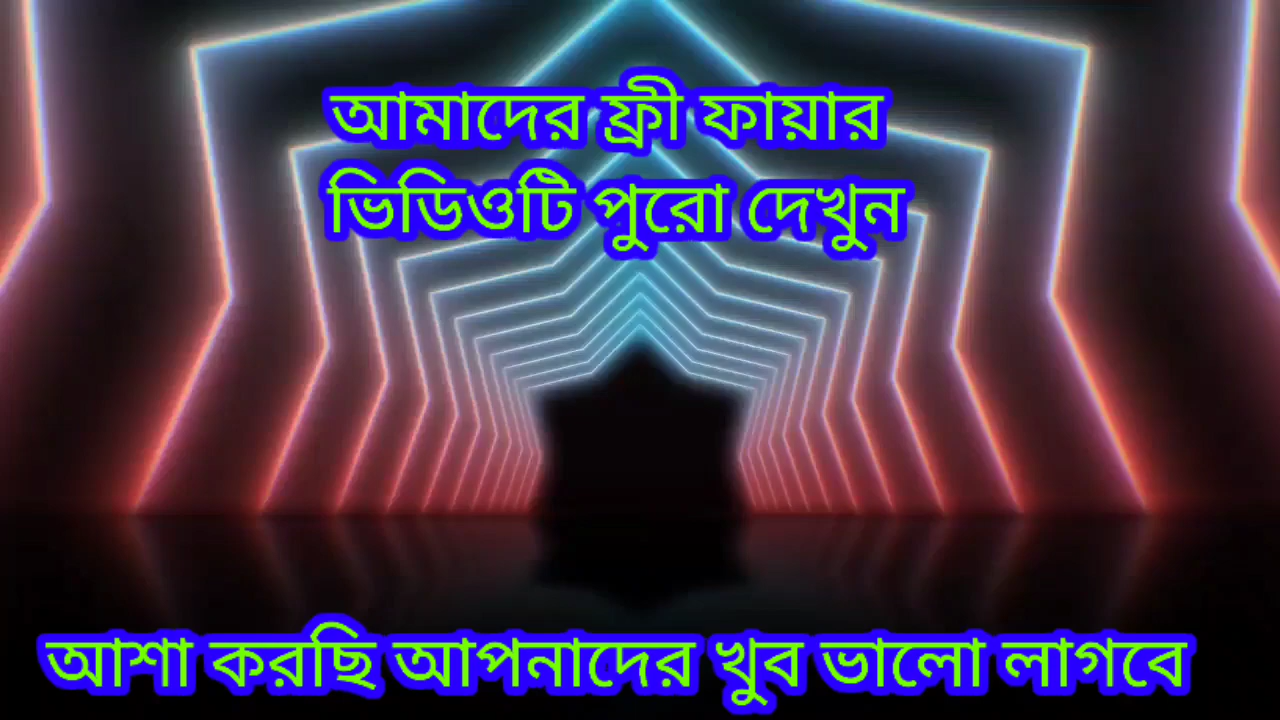 আমাদের ফ্রী ফায়ার
ভিডিওটি পুরো দেখুন
আশা করছি আপনাদের খুব ভালো লাগবে